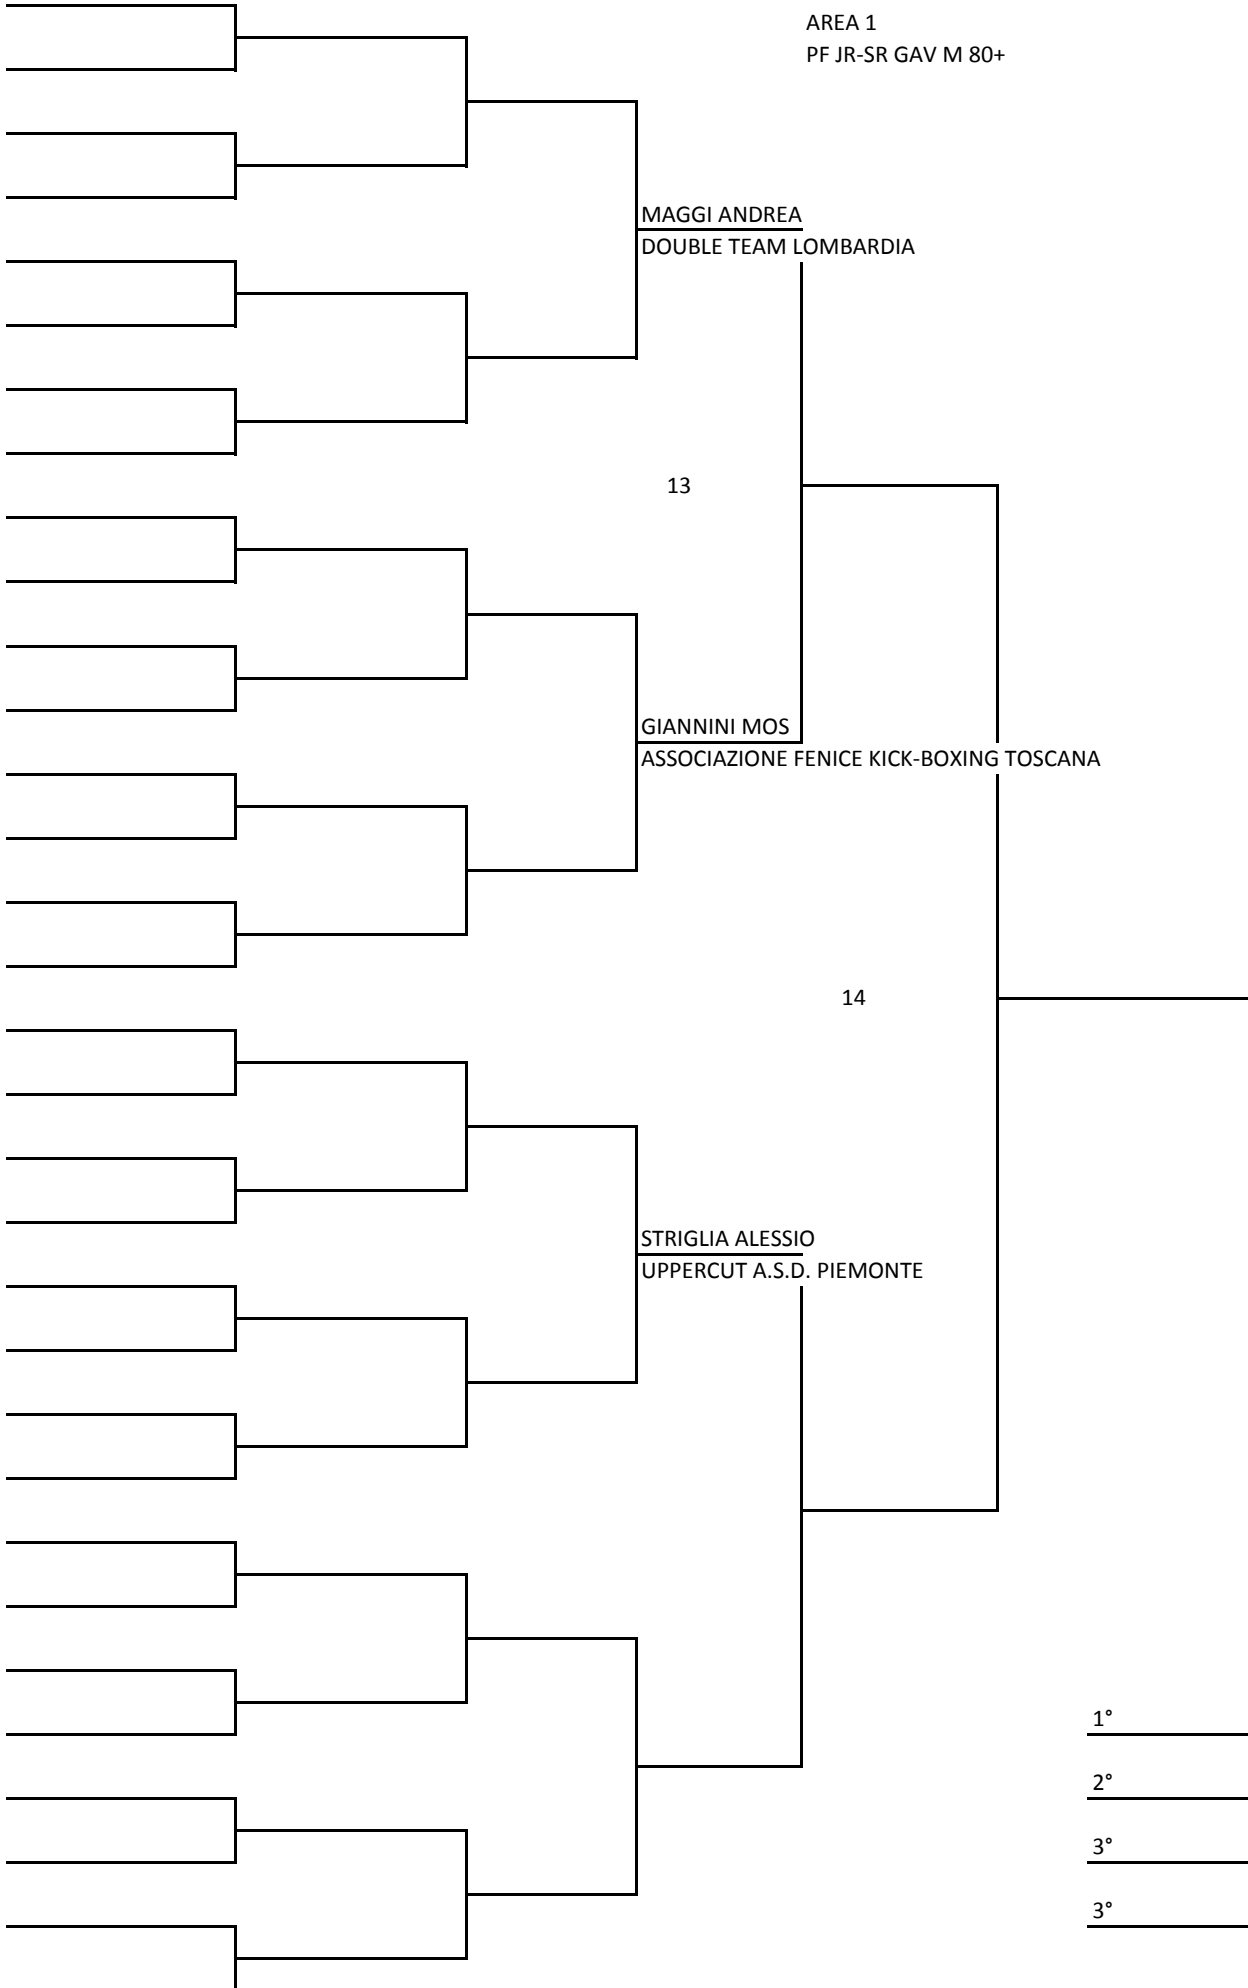 AREA 1
PF JR-SR GAV M 80+
MAGGI ANDREA
DOUBLE TEAM LOMBARDIA
13
GIANNINI MOS
ASSOCIAZIONE FENICE KICK-BOXING TOSCANA
14
STRIGLIA ALESSIO
UPPERCUT A.S.D. PIEMONTE
1°
2°
3°
3°